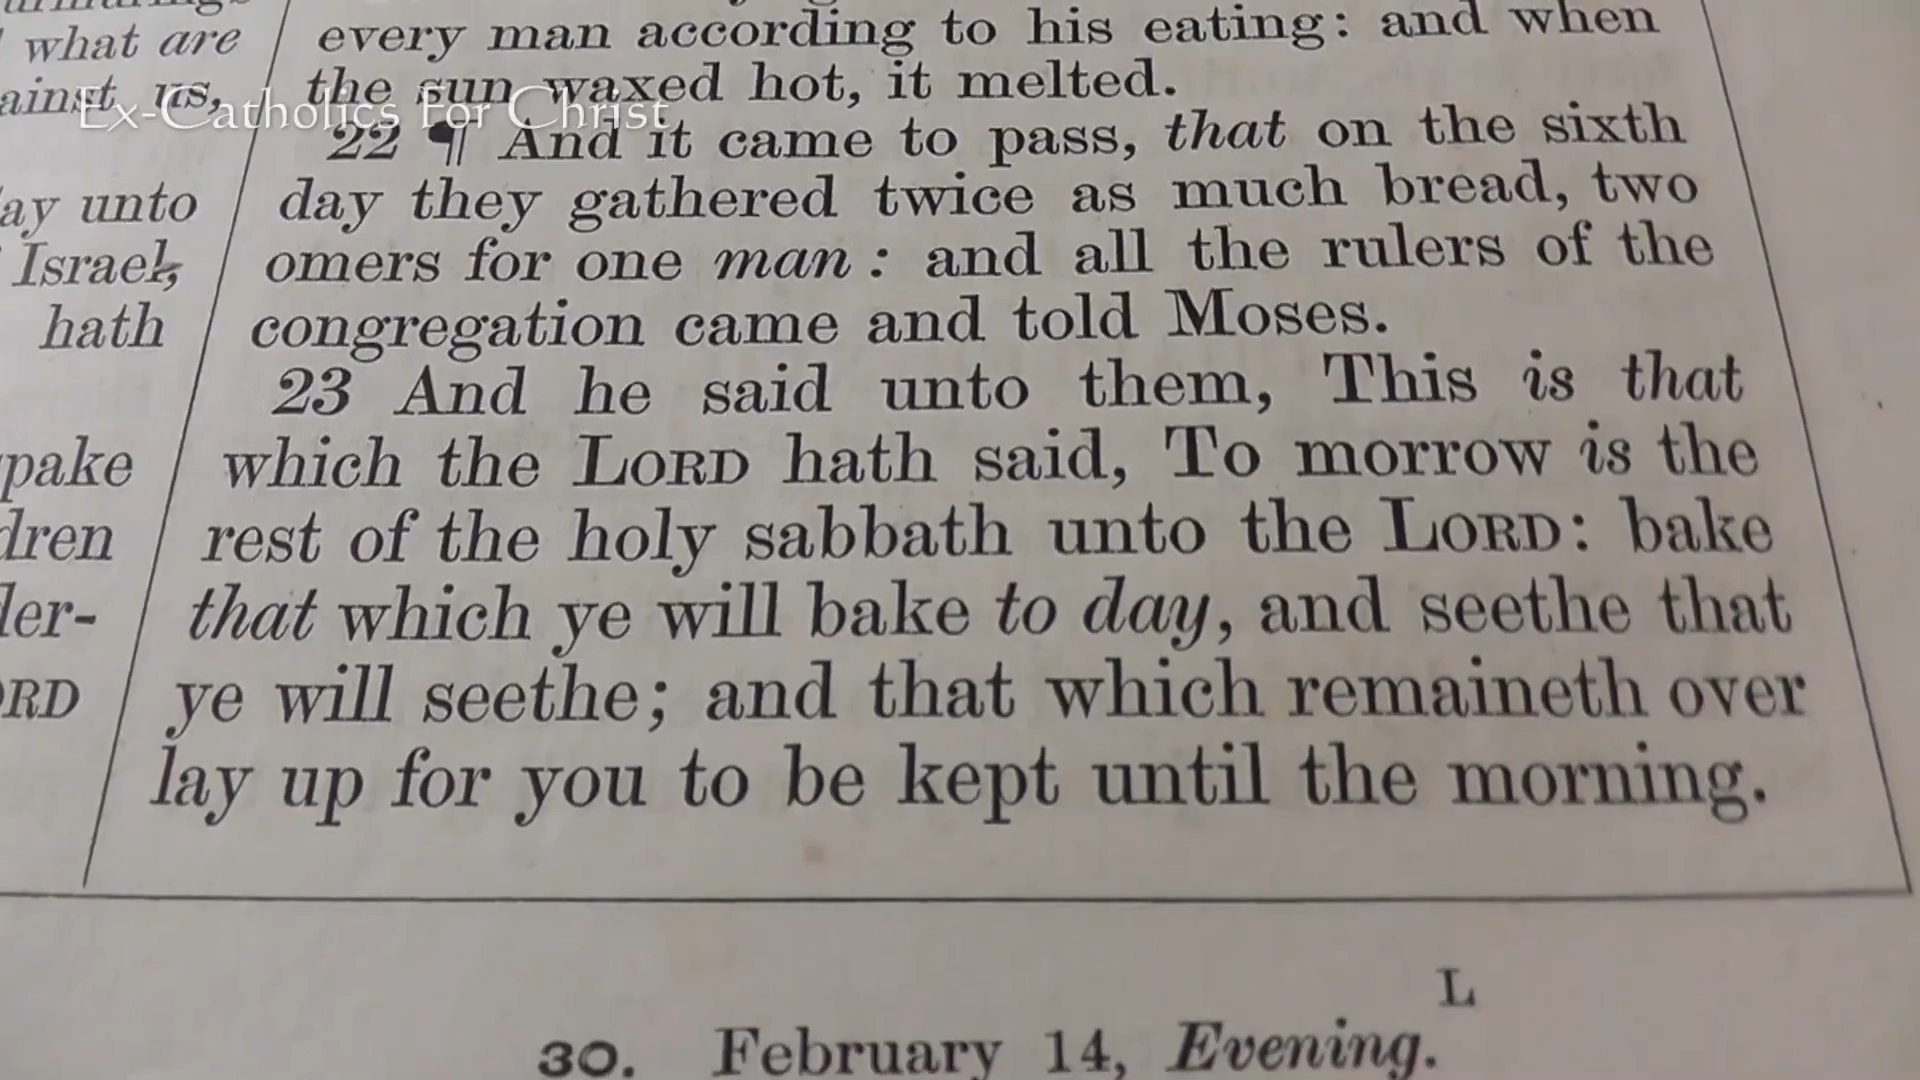 what are
ainst us,
ay unto
Israel,
hath
pake
dren
der-
ORD
every man according to his eating: and when
the sun waxed hot, it melted.
Ex-Catholics For Christ
22 ¶ And it came to pass, that on the sixth
day they gathered twice as much bread, two
omers for one man : and all the rulers of the
congregation came and told Moses.
23 And he said unto them, This is that
which the LORD hath said, To morrow is the
rest of the holy sabbath unto the LORD: bake
that which ye will bake to day, and seethe that
ye will seethe; and that which remaineth over
lay up for you to be kept until the morning.
L
30. February 14, Evening.